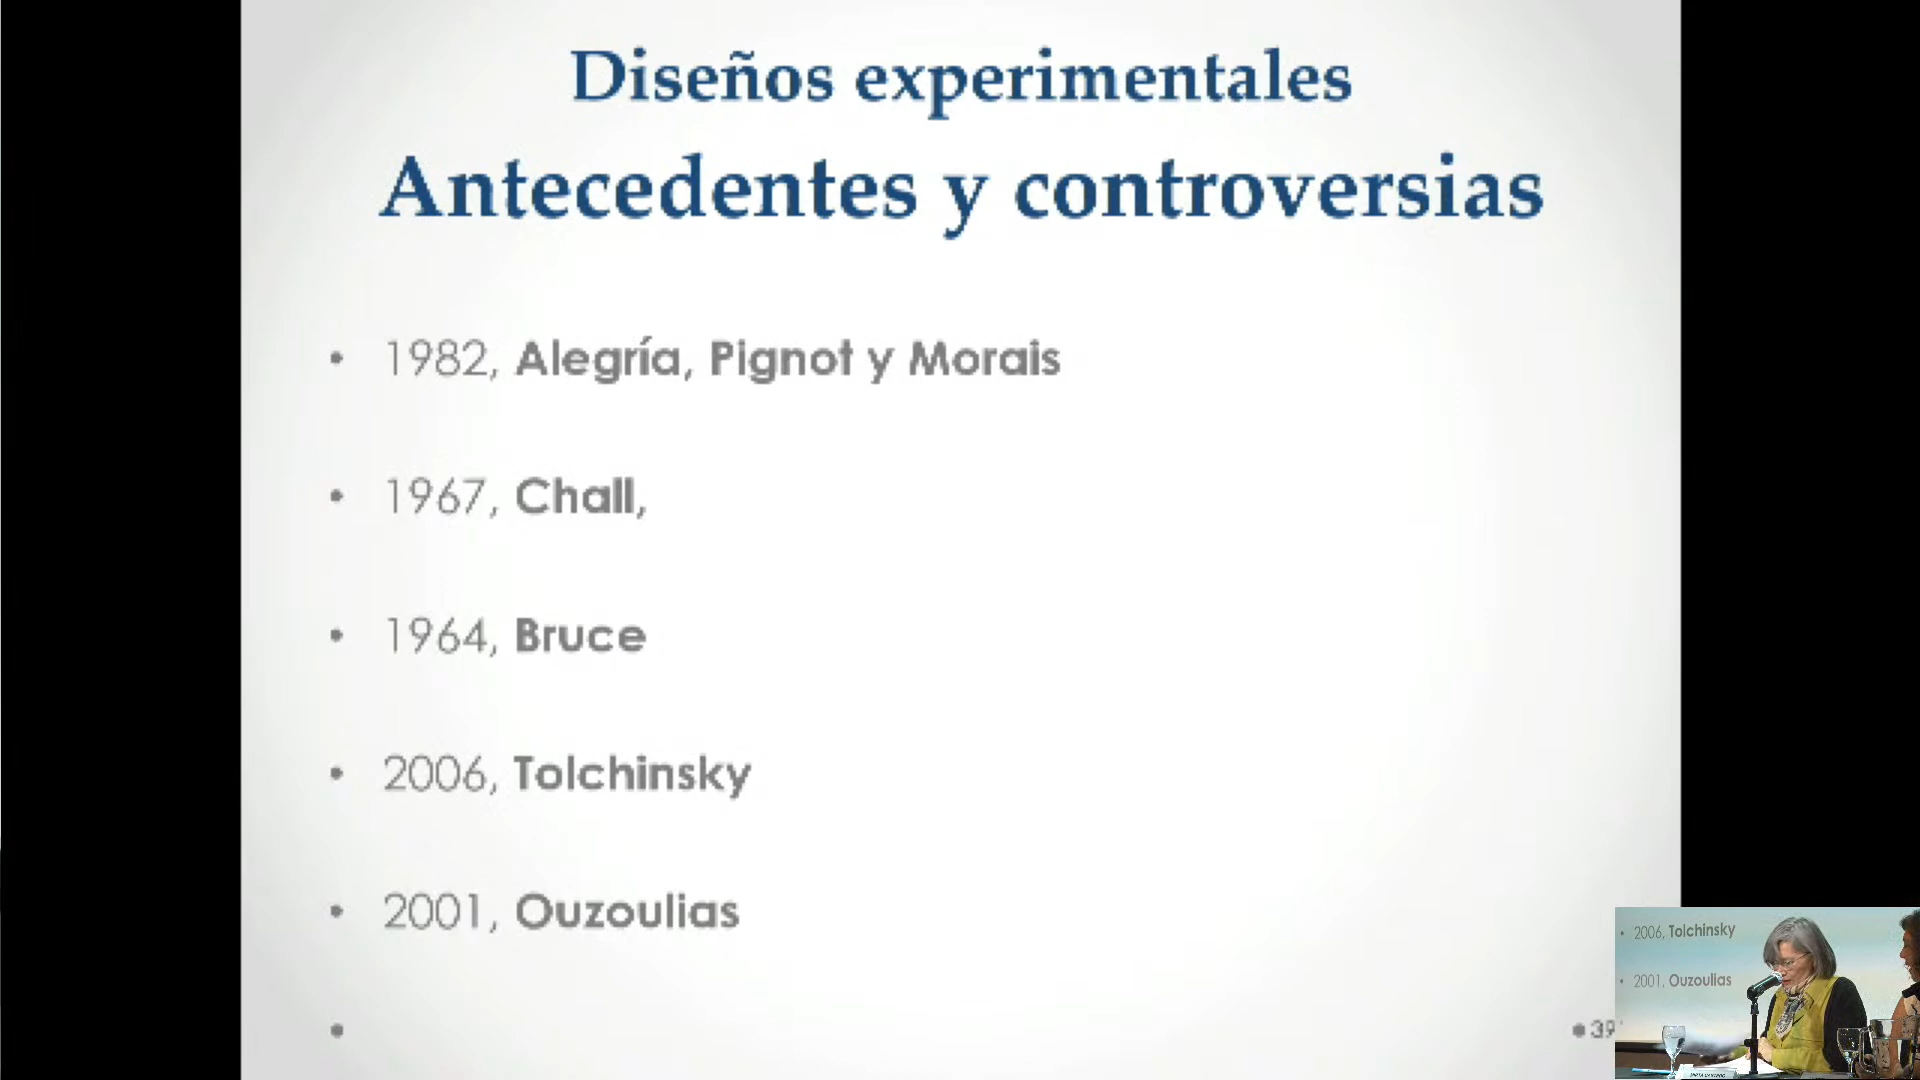 Diseños experimentales
Antecedentes y controversias
• 1982, Alegría, Pignot y Morais
• 1967, Chall,
• 1964, Bruce
• 2006, Tolchinsky
• 2001, Ouzoulias
•
• 39
• 2006, Tolchinsky
• 2001, Ouzoulias